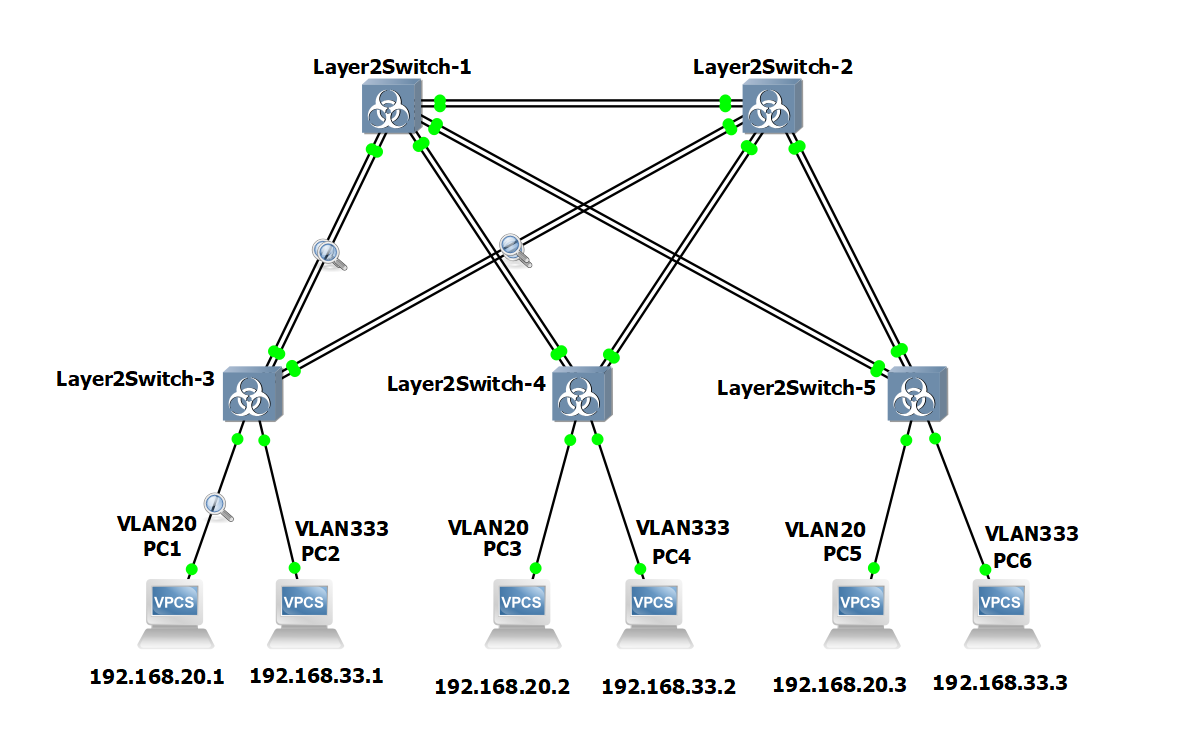 Layer2Switch-1
Layer2Switch-2
Layer2Switch-3
Layer2Switch-4
Layer2Switch-5
VLAN20
PC1
VLAN333
PC2
VLAN20
PC3
VLAN333
PC4
VLAN20
PC5
VLAN333
PC6
VPCS
VPCS
VPCS
VPCS
VPCS
VPCS
192.168.20.1
192.168.33.1
192.168.20.2
192.168.33.2
192.168.20.3
192.168.33.3